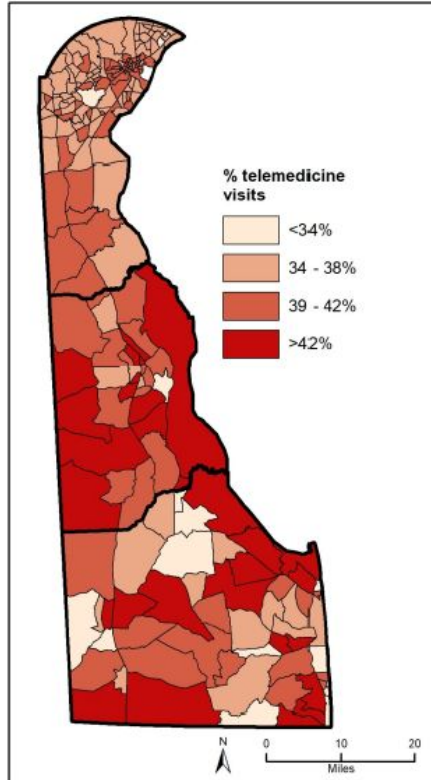 % telemedicine
visits
<34%
34 - 38%
39 - 42%
>42%
N
0 10 20
Miles